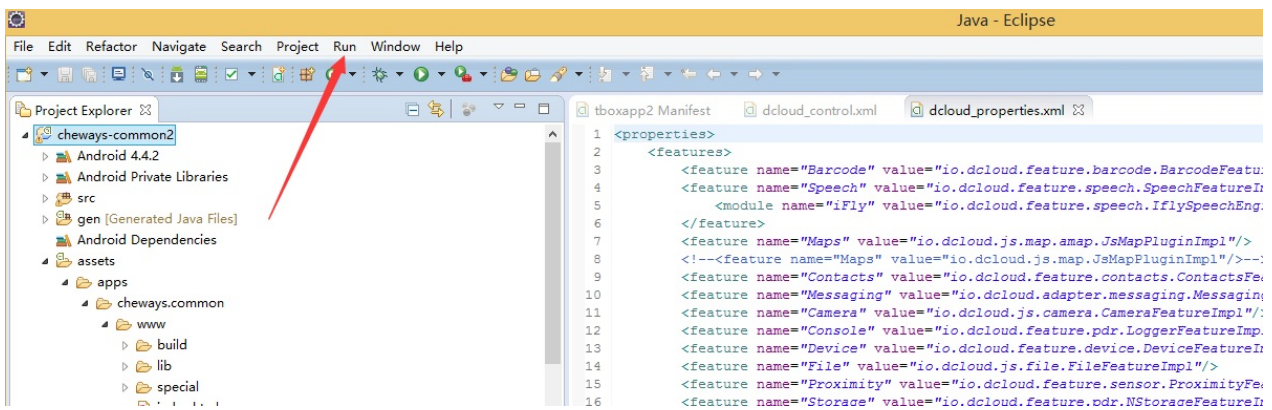 Java - Eclipse
File Edit Refactor Navigate Search Project Run Window Help
Project Explorer
cheways-common2
Android 4.4.2
Android Private Libraries
src
gen [Generated Java Files]
Android Dependencies
assets
apps
cheways.common
www
build
lib
special
tboxapp2 Manifest dcloud_control.xml dcloud_properties.xml
1 <properties>
2 <features>
3 <feature name="Barcode" value="io.dcloud.feature.barcode.BarcodeFeatu
4 <feature name="Speech" value="io.dcloud.feature.speech.SpeechFeatureI
5 <module name="iFly" value="io.dcloud.feature.speech.IflySpeechEng
6 </feature>
7 <feature name="Maps" value="io.dcloud.js.map.amap.JsMapPluginImpl"/>
8 <!--<feature name="Maps" value="io.dcloud.js.map.JsMapPluginImpl"/>-->
9 <feature name="Contacts" value="io.dcloud.feature.contacts.ContactsFea
10 <feature name="Messaging" value="io.dcloud.adapter.messaging.Messaging
11 <feature name="Camera" value="io.dcloud.js.camera.CameraFeatureImpl"/>
12 <feature name="Console" value="io.dcloud.feature.pdr.LoggerFeatureImpl
13 <feature name="Device" value="io.dcloud.feature.device.DeviceFeatureIm
14 <feature name="File" value="io.dcloud.js.file.FileFeatureImpl"/>
15 <feature name="Proximity" value="io.dcloud.feature.sensor.ProximityFea
16 <feature name="Storage" value="io.dcloud.feature.pdr.NStorageFeatureIm